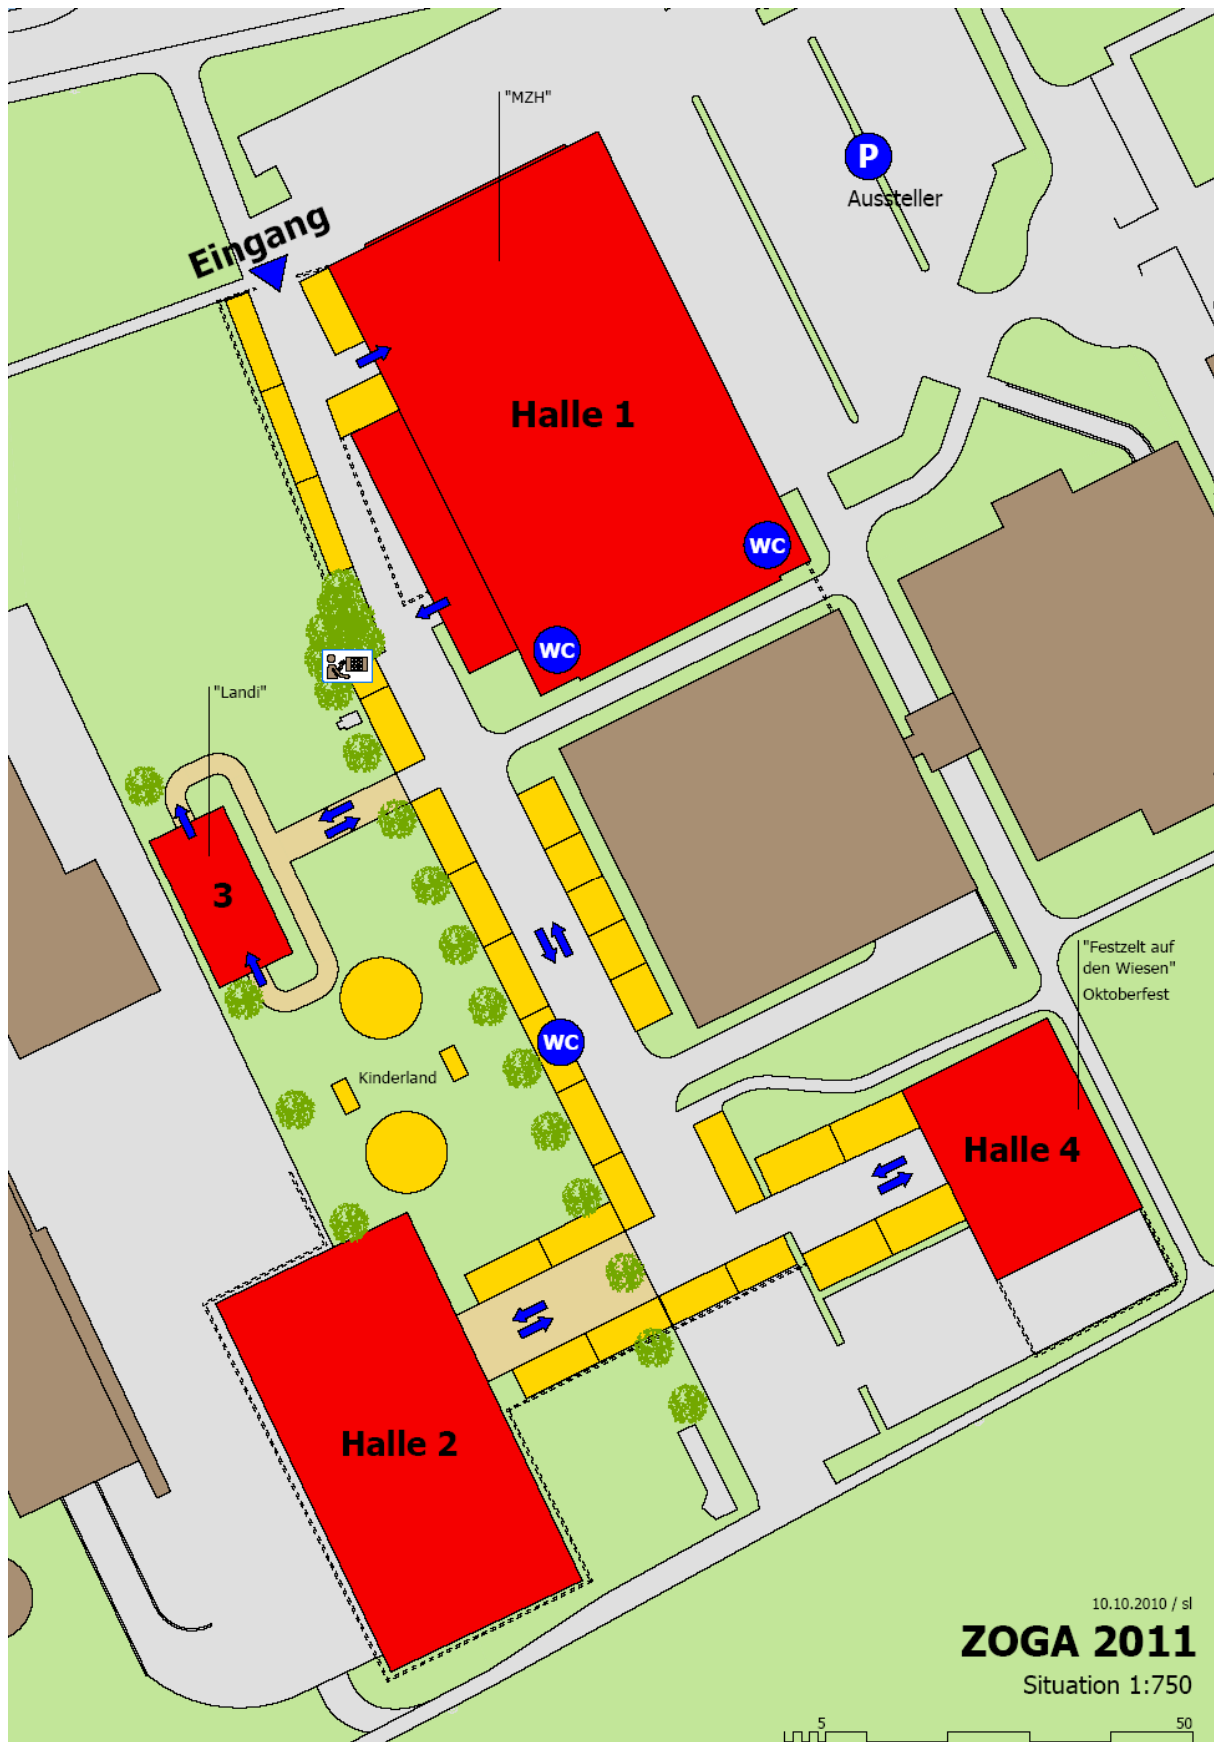 "MZH"
P
Aussteller
Eingang
Halle 1
WC
WC
"Landi"
3
"Festzelt auf
den Wiesen"
Oktoberfest
WC
Kinderland
Halle 4
Halle 2
10.10.2010 / sl
ZOGA 2011
Situation 1:750
5
50